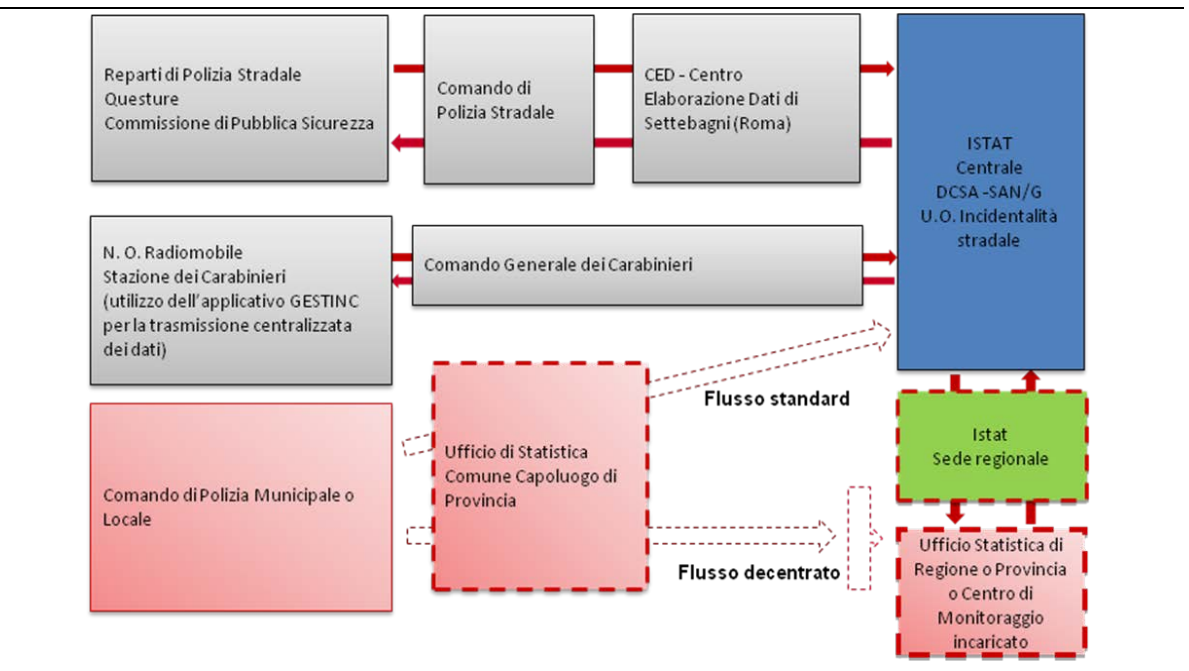 Reparti di Polizia Stradale
Questure
Commissione di Pubblica Sicurezza
Comando di
Polizia Stradale
CED - Centro
Elaborazione Dati di
Settebagni (Roma)
ISTAT
Centrale
DCSA -SAN/G
U.O. Incidentalità
stradale
N. O. Radiomobile
Stazione dei Carabinieri
(utilizzo dell'applicativo GESTINC
per la trasmissione centralizzata
dei dati)
Comando Generale dei Carabinieri
Flusso standard
Comando di Polizia Municipale o
Locale
Ufficio di Statistica
Comune Capoluogo di
Provincia
Istat
Sede regionale
Flusso decentrato
Ufficio Statistica di
Regione o Provincia
o Centro di
Monitoraggio
incaricato